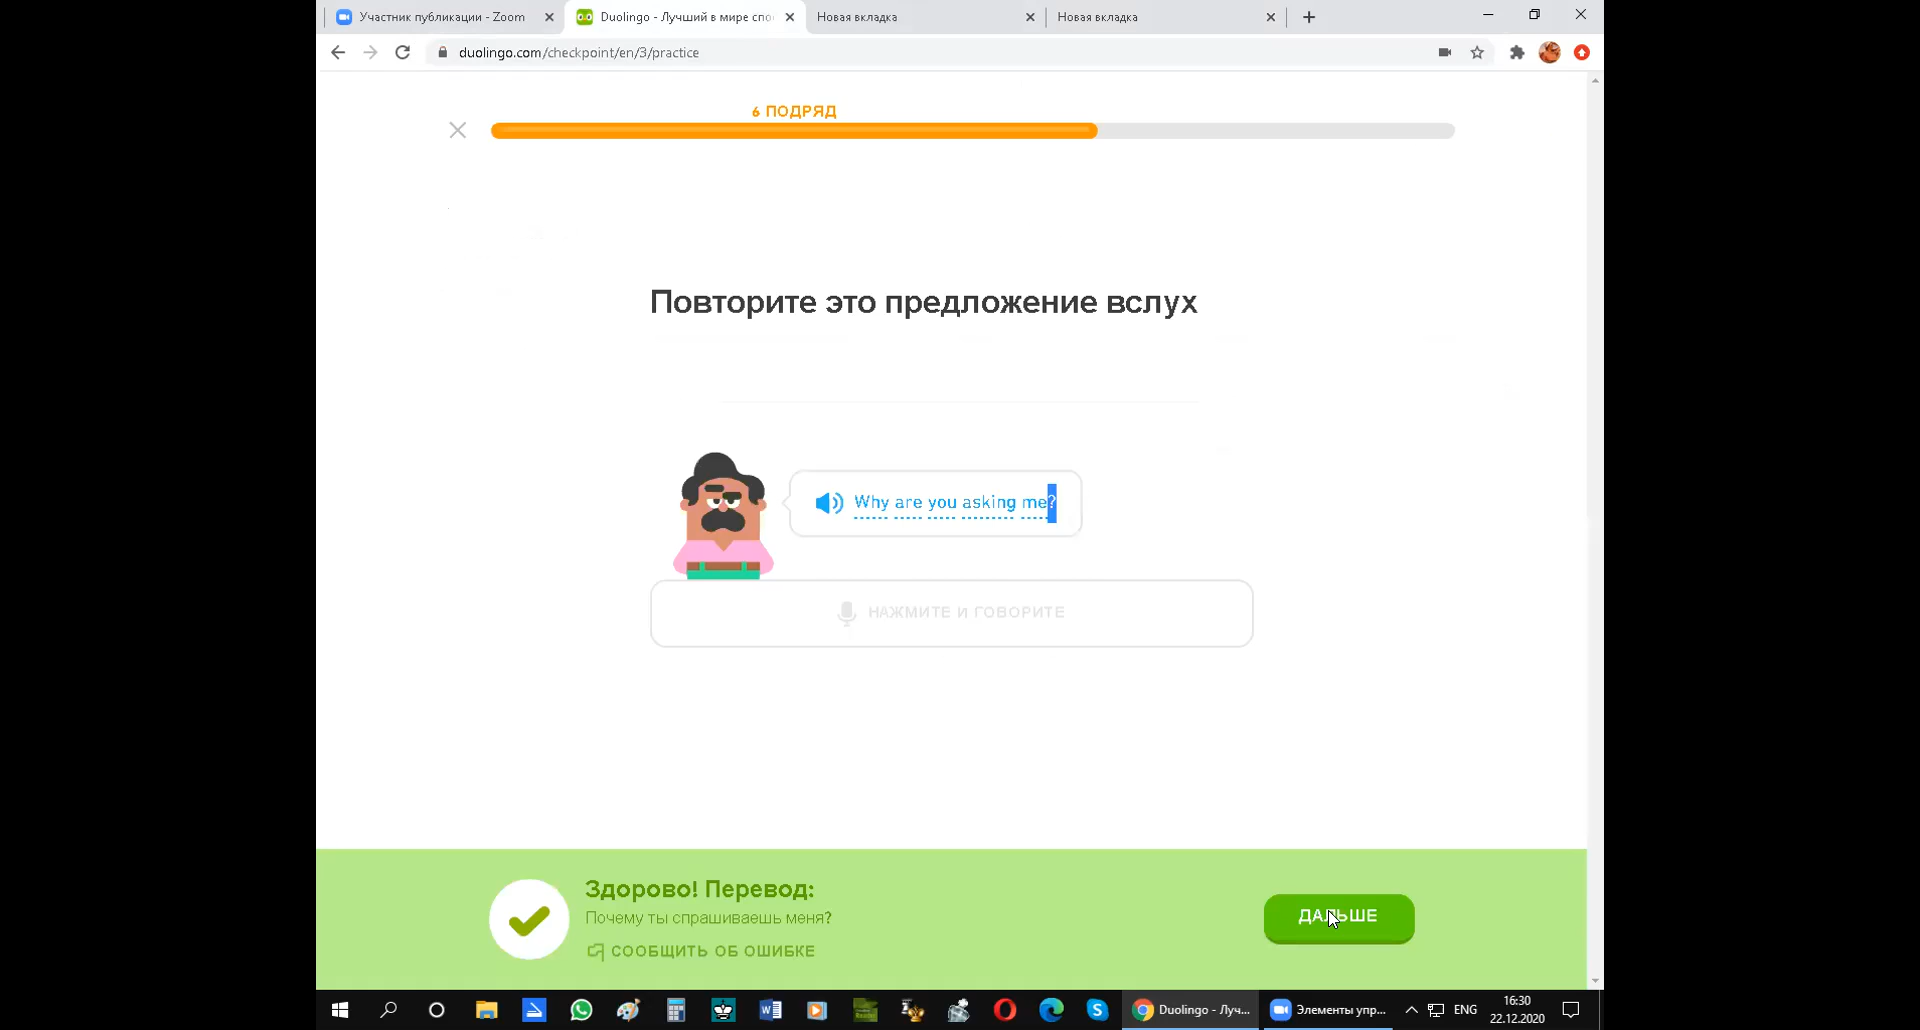 Участник публикации - Zoom
Duolingo - Лучший в мире спо
Новая вкладка
Новая вкладка
duolingo.com/checkpoint/en/3/practice
6 ПОДРЯД
Повторите это предложение вслух
Why are you asking me?
НАЖМИТЕ И ГОВОРИТЕ
Здорово! Перевод:
Почему ты спрашиваешь меня?
СООБЩИТЬ ОБ ОШИБКЕ
ДАЛЬШЕ
Duolingo - Луч...
Элементы упр...
ENG
16:30
22.12.2020